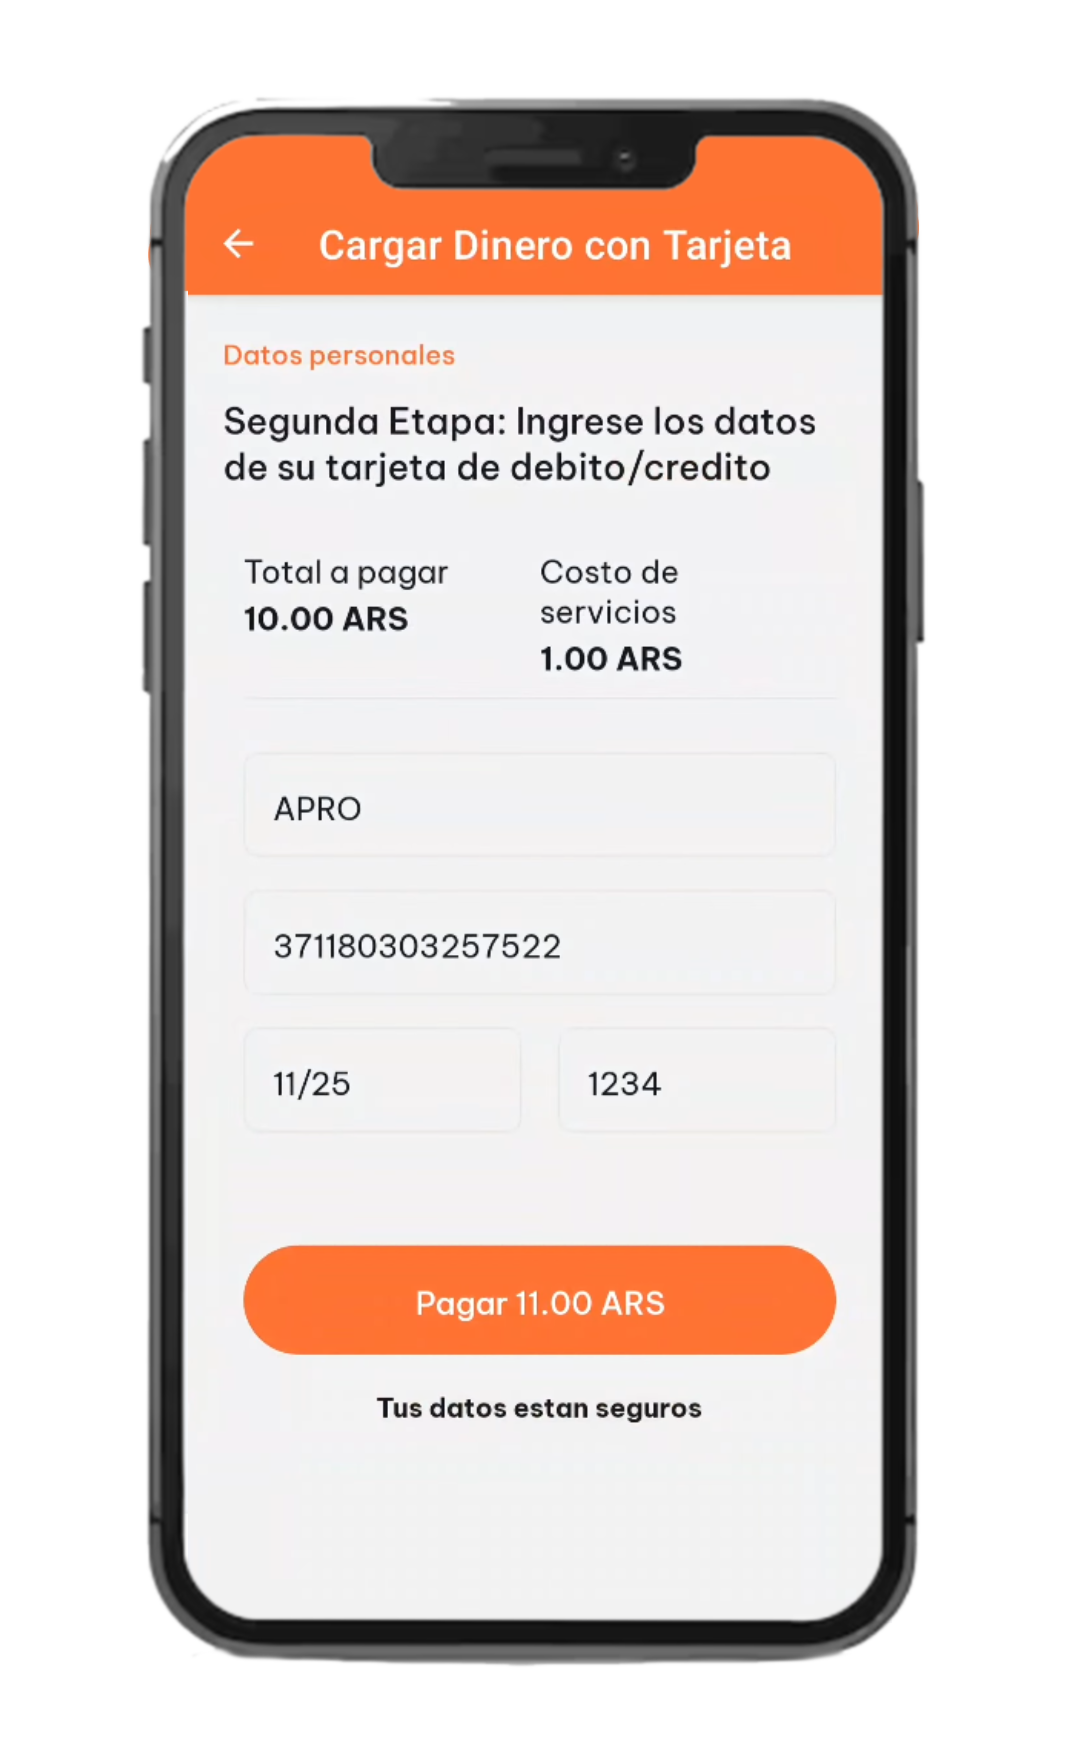 Cargar Dinero con Tarjeta
Datos personales
Segunda Etapa: Ingrese los datos
de su tarjeta de debito/credito
Total a pagar
10.00 ARS
Costo de
servicios
1.00 ARS
APRO
371180303257522
11/25
1234
Pagar 11.00 ARS
Tus datos estan seguros